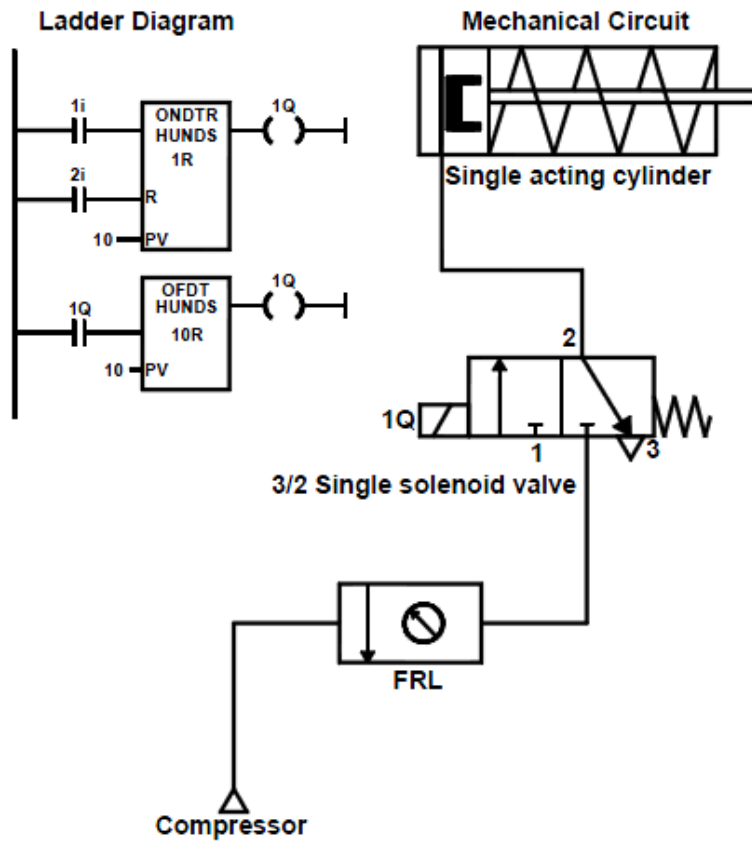 Ladder Diagram
Mechanical Circuit
1i
ONDTR
HUNDS
1R
1Q
2i
R
10 PV
1Q
OFDT
HUNDS
10R
1Q
10 PV
Single acting cylinder
2
1Q
1
3
3/2 Single solenoid valve
FRL
Compressor